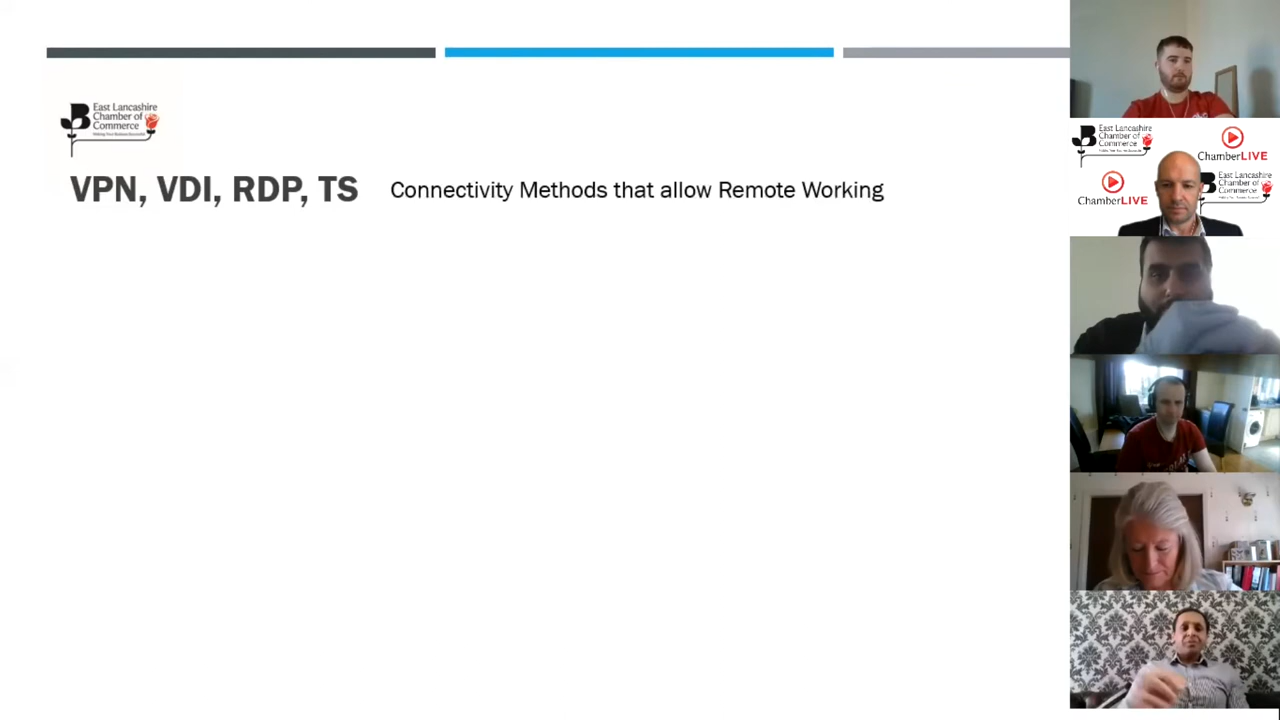 East Lancashire
Chamber of
Commerce
VPN, VDI, RDP, TS
Connectivity Methods that allow Remote Working
East Lancashire
Chamber of
Commerce
ChamberLIVE
ChamberLIVE
East Lancashire
Chamber of
Commerce